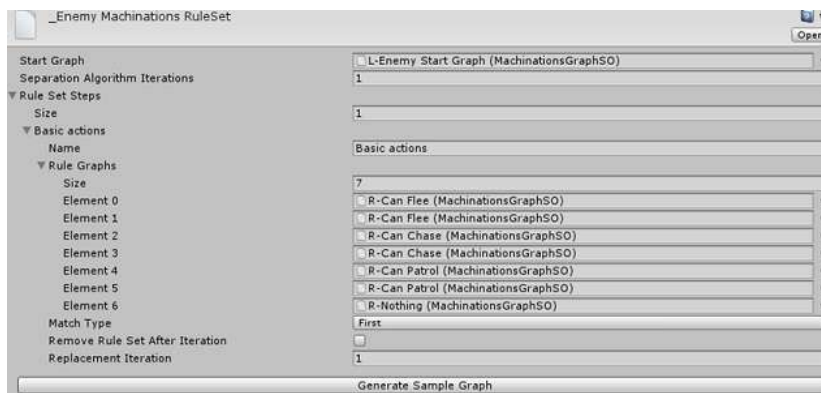 _Enemy Machinations RuleSet
Open
Start Graph L-Enemy Start Graph (MachinationsGraphSO)
Separation Algorithm Iterations 1
Rule Set Steps
Size 1
Basic actions
Name Basic actions
Rule Graphs
Size 7
Element 0 R-Can Flee (MachinationsGraphSO)
Element 1 R-Can Flee (MachinationsGraphSO)
Element 2 R-Can Chase (MachinationsGraphSO)
Element 3 R-Can Chase (MachinationsGraphSO)
Element 4 R-Can Patrol (MachinationsGraphSO)
Element 5 R-Can Patrol (MachinationsGraphSO)
Element 6 R-Nothing (MachinationsGraphSO)
Match Type First
Remove Rule Set After Iteration
Replacement Iteration 1
Generate Sample Graph